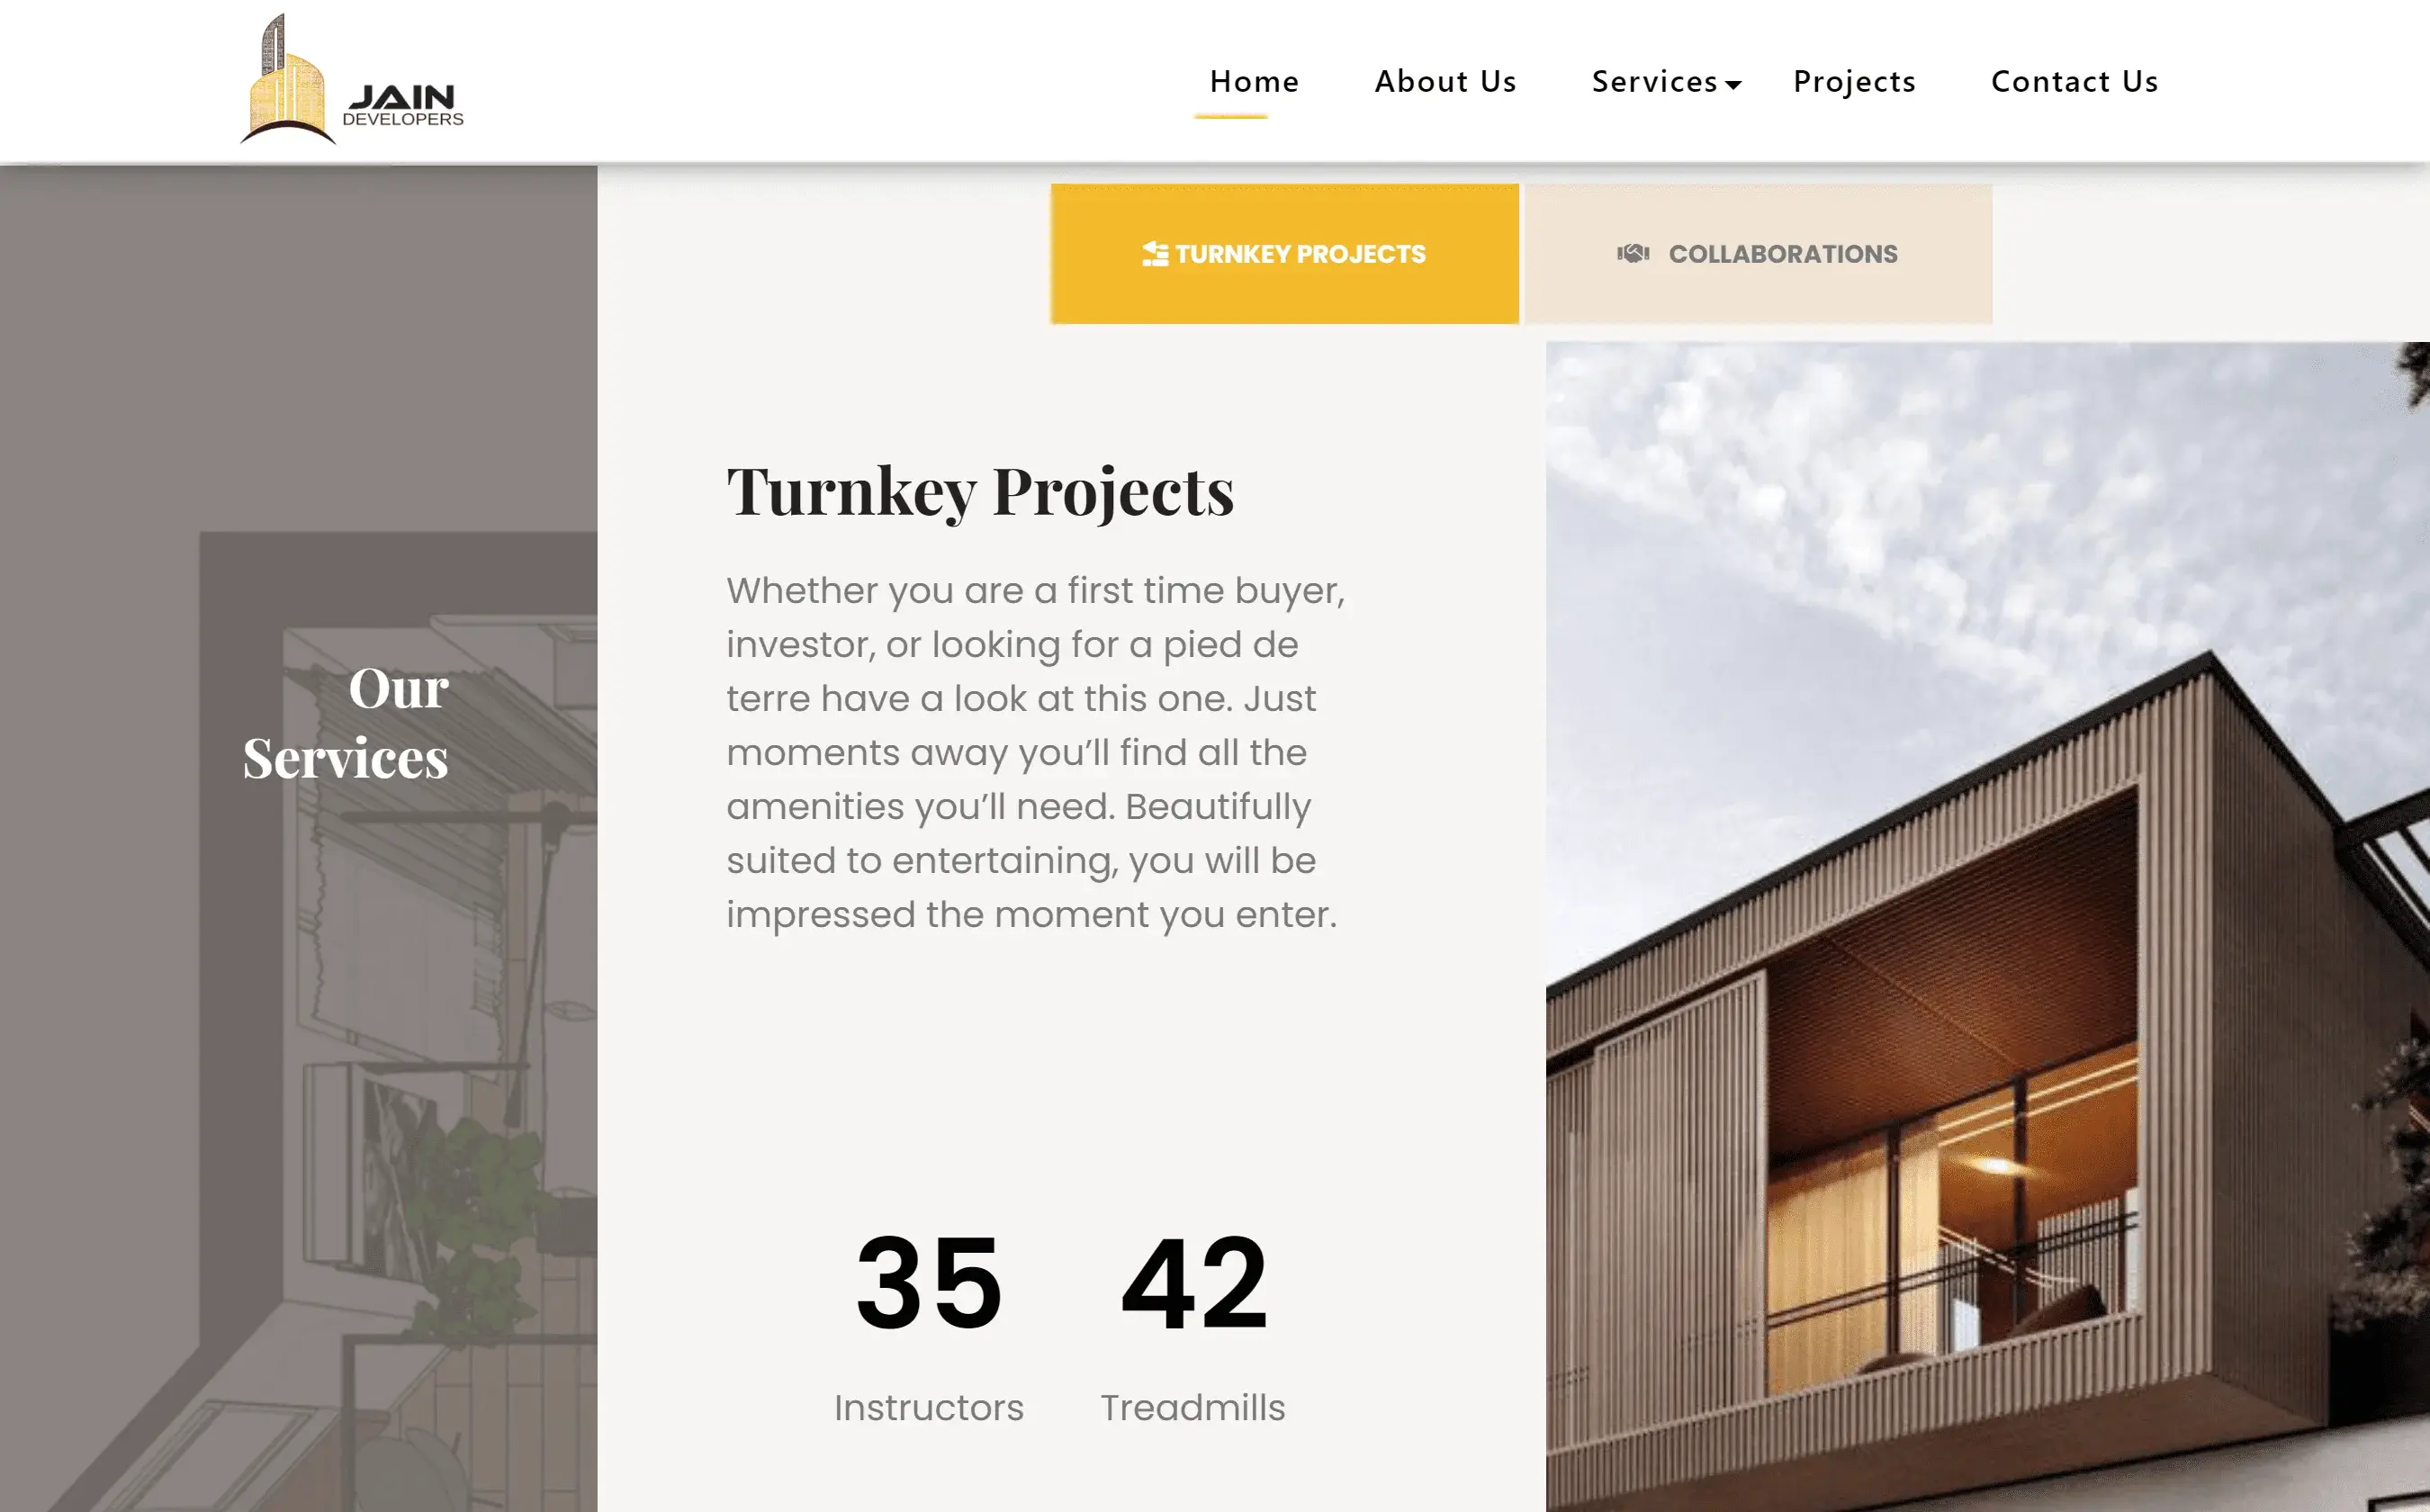 JAIN
DEVELOPERS
Home About Us Services Projects Contact Us
TURNKEY PROJECTS COLLABORATIONS
Our
Services
Turnkey Projects
Whether you are a first time buyer,
investor, or looking for a pied de
terre have a look at this one. Just
moments away you’ll find all the
amenities you’ll need. Beautifully
suited to entertaining, you will be
impressed the moment you enter.
35 42
Instructors Treadmills